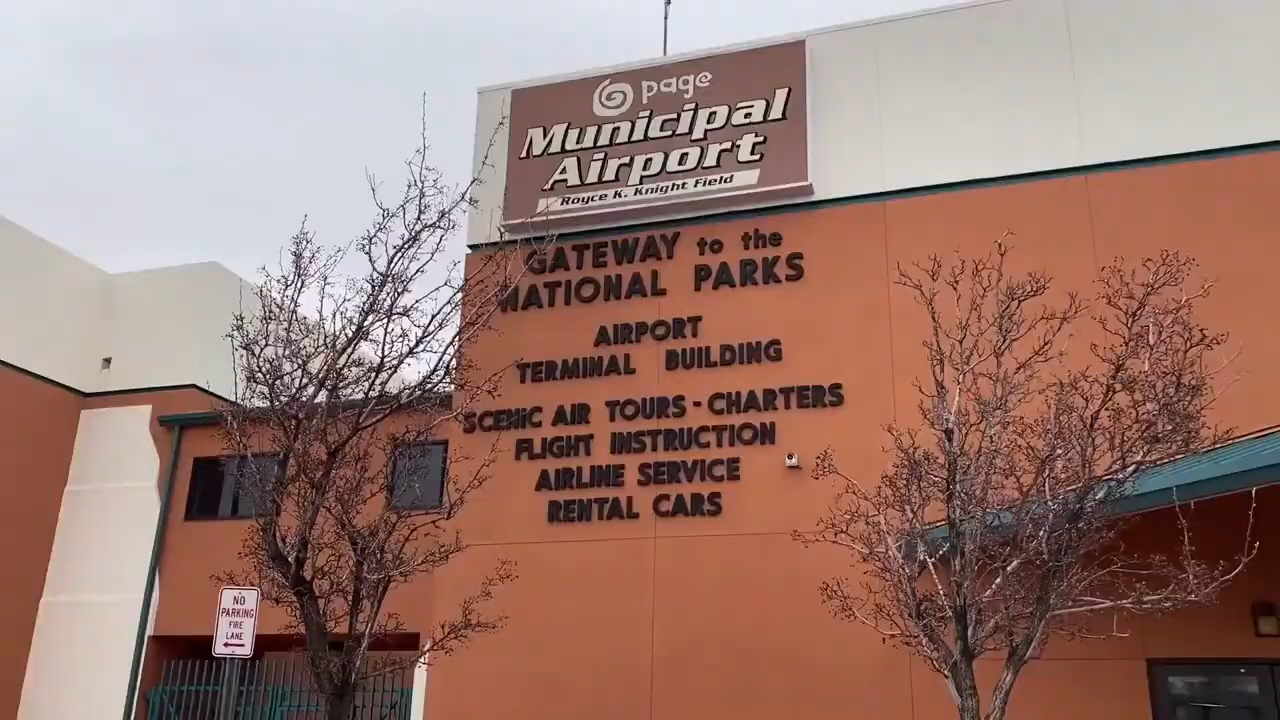 page
Municipal
Airport
Royce K. Knight Field
GATEWAY to the
NATIONAL PARKS
AIRPORT
TERMINAL BUILDING
SCENIC AIR TOURS - CHARTERS
FLIGHT INSTRUCTION
AIRLINE SERVICE
RENTAL CARS
NO
PARKING
FIRE
LANE